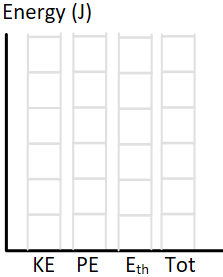 Energy (J)
KE PE Eth Tot